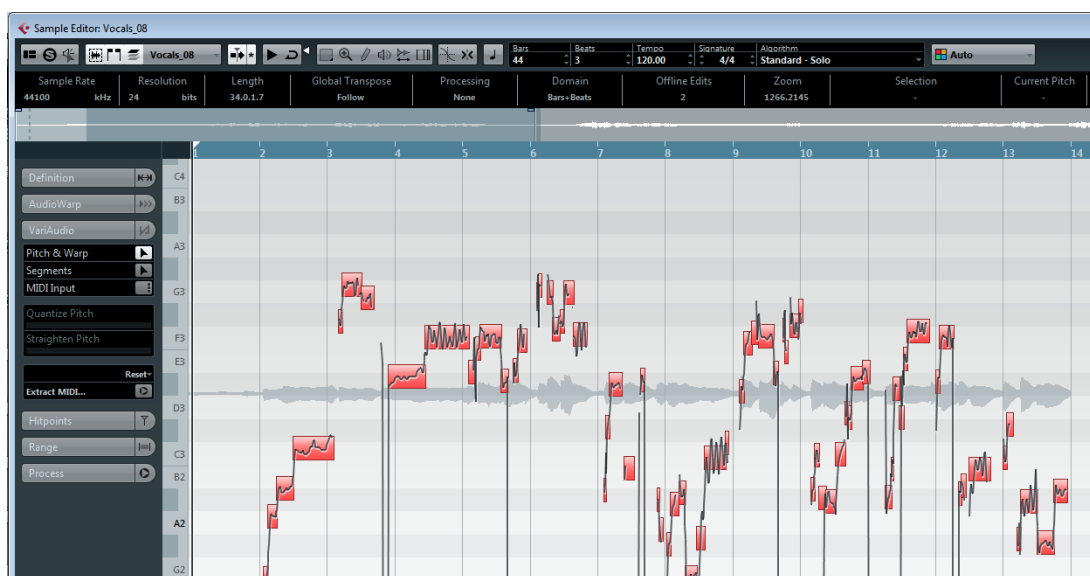 Sample Editor: Vocals_08
Vocals_08
Bars Beats Tempo Signature Algorithm
44 3 120.00 4/4 Standard - Solo
Auto
Sample Rate Resolution Length Global Transpose Processing Domain Offline Edits Zoom Selection Current Pitch
44100 kHz 24 bits 34.0.1.7 Follow None Bars+Beats 2 1266.2145 - -
1 2 3 4 5 6 7 8 9 10 11 12 13 14
Definition
AudioWarp
VariAudio
Pitch & Warp
Segments
MIDI Input
Quantize Pitch
Straighten Pitch
Reset
Extract MIDI...
Hitpoints
Range
Process
C4
B3
A3
G3
F3
E3
D3
C3
B2
A2
G2